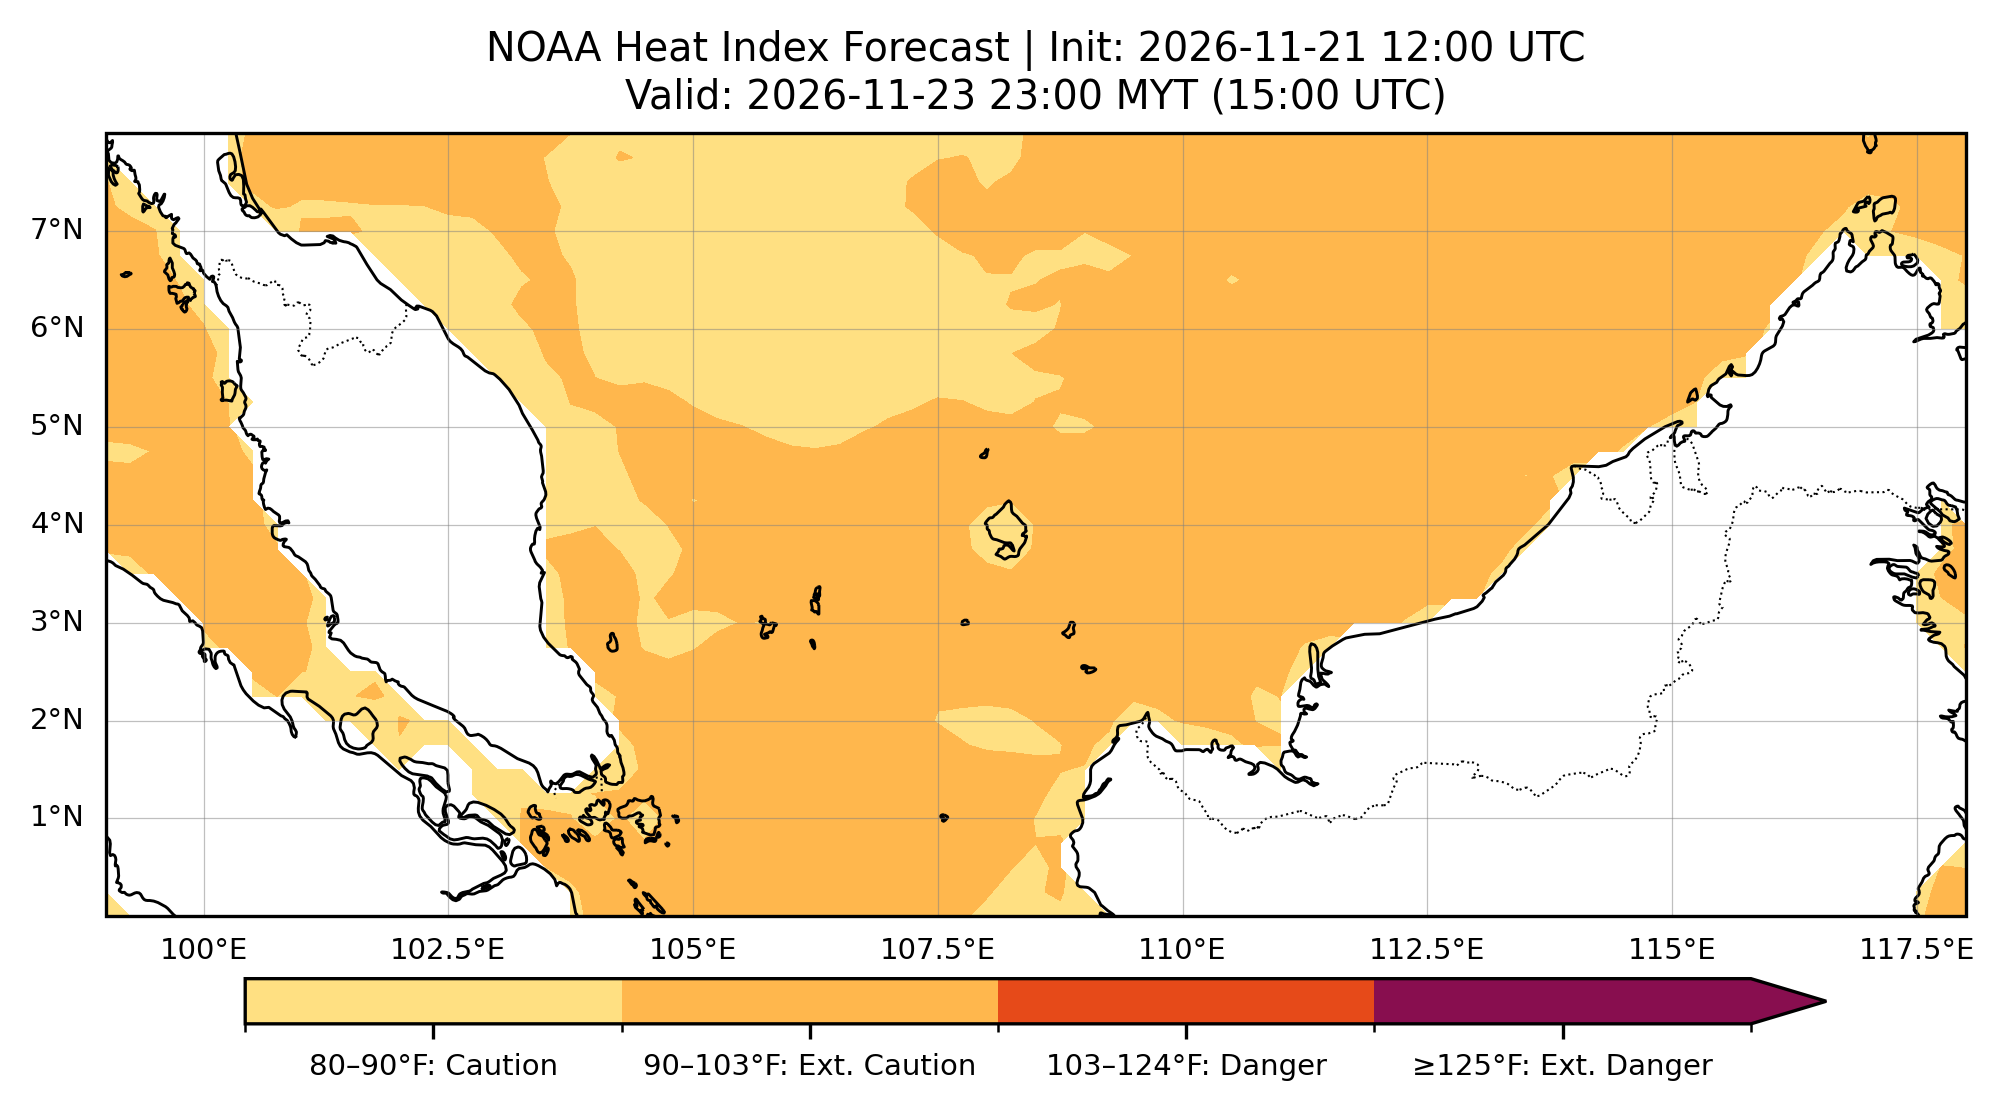 NOAA Heat Index Forecast | Init: 2026-11-21 12:00 UTC
Valid: 2026-11-23 23:00 MYT (15:00 UTC)
7°N
6°N
5°N
4°N
3°N
2°N
1°N
100°E 102.5°E 105°E 107.5°E 110°E 112.5°E 115°E 117.5°E
80–90°F: Caution 90–103°F: Ext. Caution 103–124°F: Danger ≥125°F: Ext. Danger